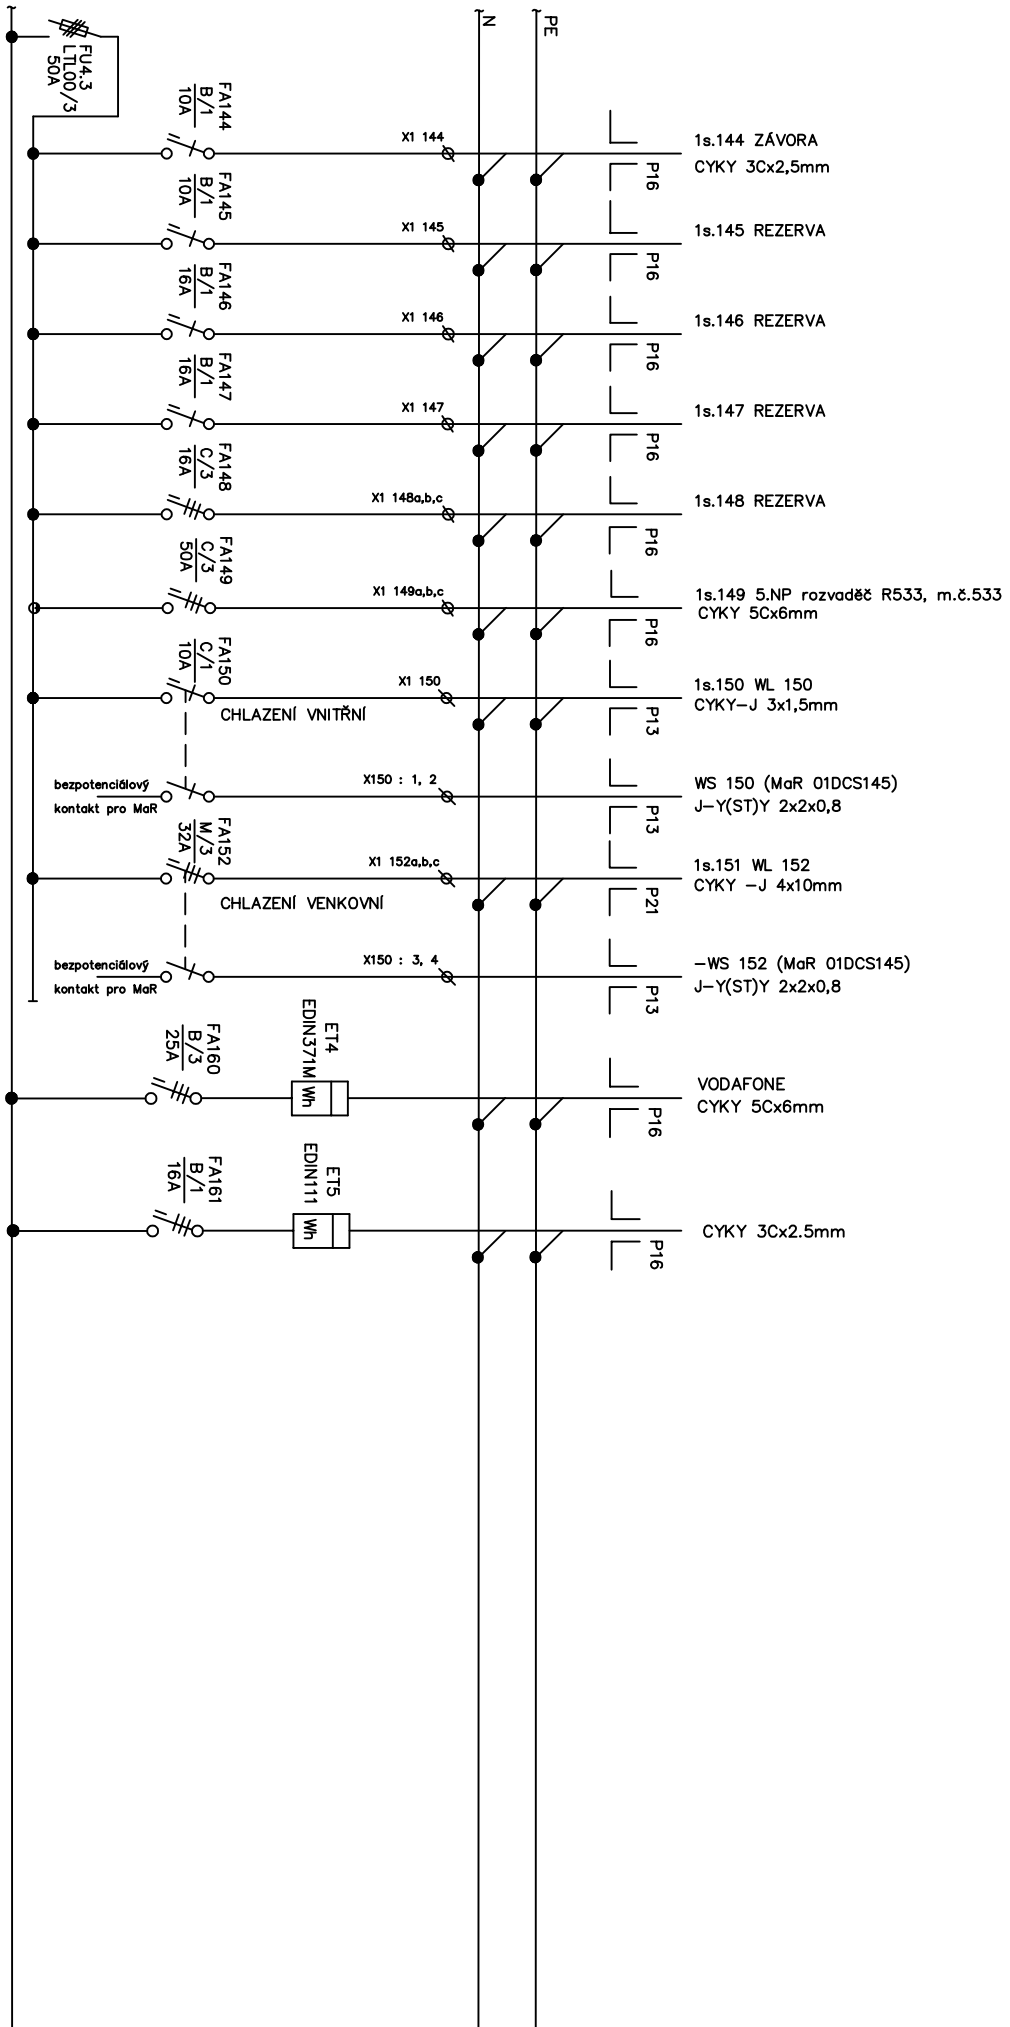 N
PE
FU4.3
LTL00/3
50A
FA144
B/1
10A
X1 144
P16
1s.144 ZÁVORA
CYKY 3Cx2,5mm
FA145
B/1
10A
X1 145
P16
1s.145 REZERVA
FA146
B/1
16A
X1 146
P16
1s.146 REZERVA
FA147
B/1
16A
X1 147
P16
1s.147 REZERVA
FA148
C/3
16A
X1 148a,b,c
P16
1s.148 REZERVA
FA149
C/3
50A
X1 149a,b,c
P16
1s.149 5.NP rozvaděč R533, m.č.533
CYKY 5Cx6mm
FA150
C/1
10A
X1 150
CHLAZENÍ VNITŘNÍ
P13
1s.150 WL 150
CYKY-J 3x1,5mm
bezpotenciálový
kontakt pro MaR
X150 : 1, 2
P13
WS 150 (MaR 01DCS145)
J-Y(ST)Y 2x2x0,8
FA152
M/3
32A
X1 152a,b,c
CHLAZENÍ VENKOVNÍ
P21
1s.151 WL 152
CYKY -J 4x10mm
bezpotenciálový
kontakt pro MaR
X150 : 3, 4
P13
-WS 152 (MaR 01DCS145)
J-Y(ST)Y 2x2x0,8
FA160
B/3
25A
ET4
EDIN371M
Wh
P16
VODAFONE
CYKY 5Cx6mm
FA161
B/1
16A
ET5
EDIN111
Wh
P16
CYKY 3Cx2.5mm